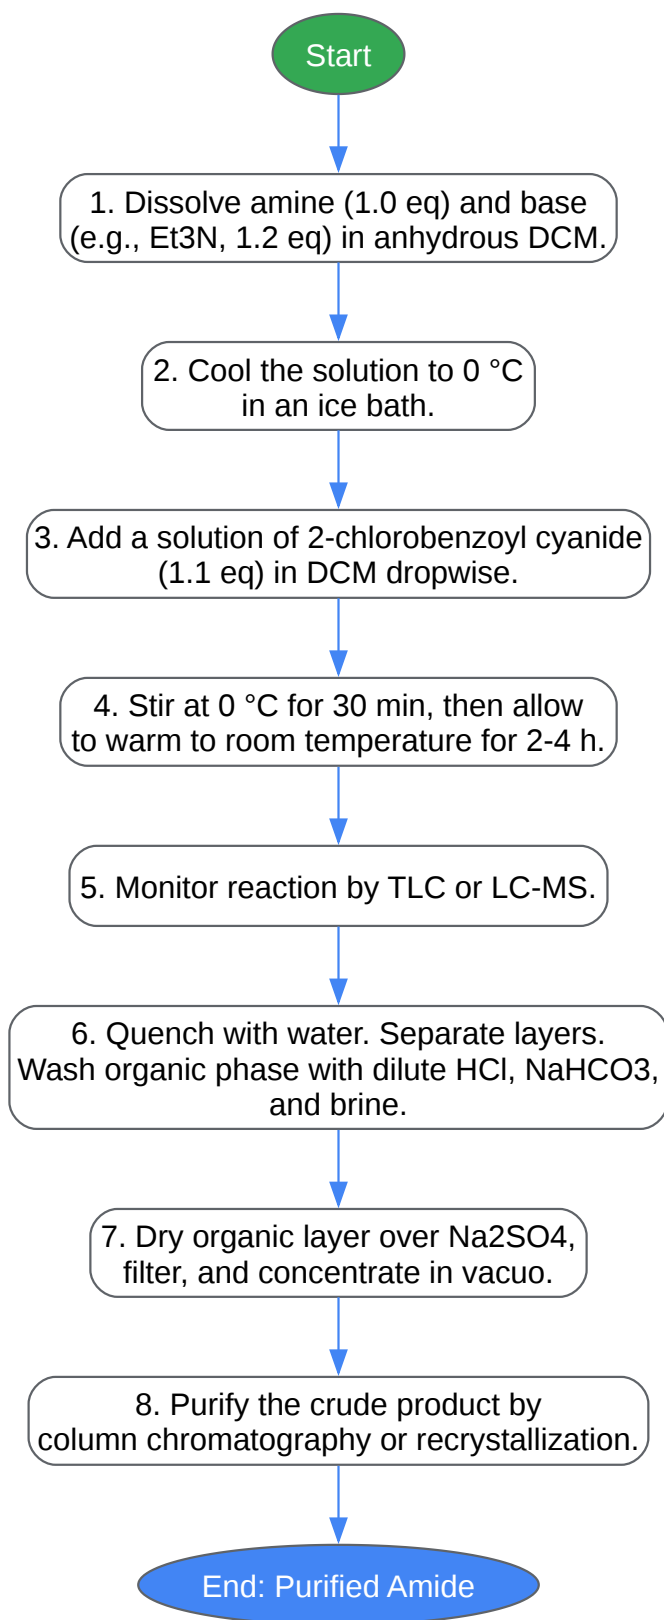 Start
1. Dissolve amine (1.0 eq) and base
(e.g., Et3N, 1.2 eq) in anhydrous DCM.
2. Cool the solution to 0 °C
in an ice bath.
3. Add a solution of 2-chlorobenzoyl cyanide
(1.1 eq) in DCM dropwise.
4. Stir at 0 °C for 30 min, then allow
to warm to room temperature for 2-4 h.
5. Monitor reaction by TLC or LC-MS.
6. Quench with water. Separate layers.
Wash organic phase with dilute HCl, NaHCO3,
and brine.
7. Dry organic layer over Na2SO4,
filter, and concentrate in vacuo.
8. Purify the crude product by
column chromatography or recrystallization.
End: Purified Amide